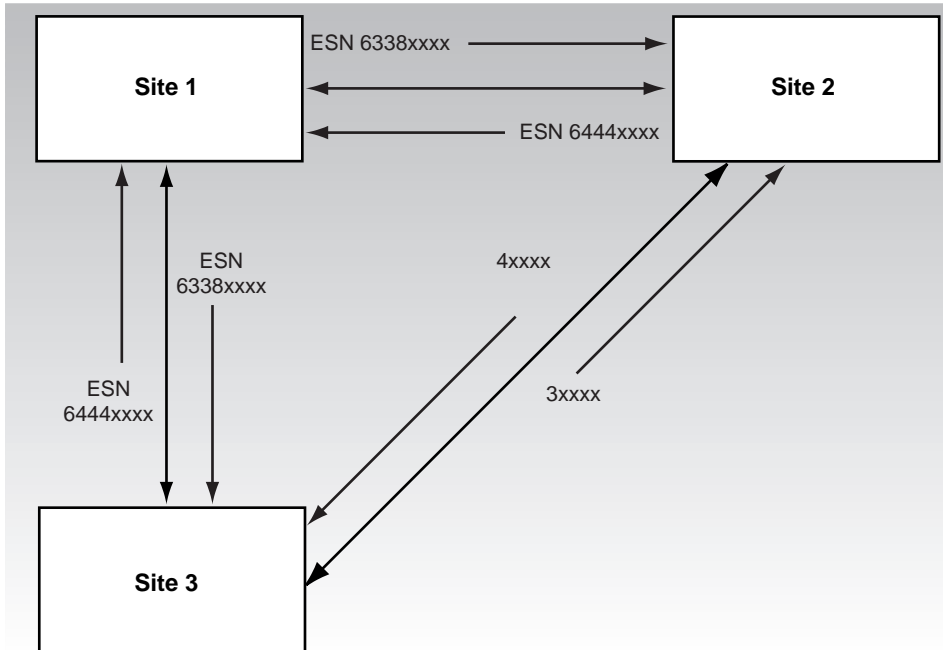 ESN 6338xxxx
Site 1
Site 2
ESN 6444xxxx
ESN
6338xxxx
4xxxx
ESN
6444xxxx
3xxxx
Site 3